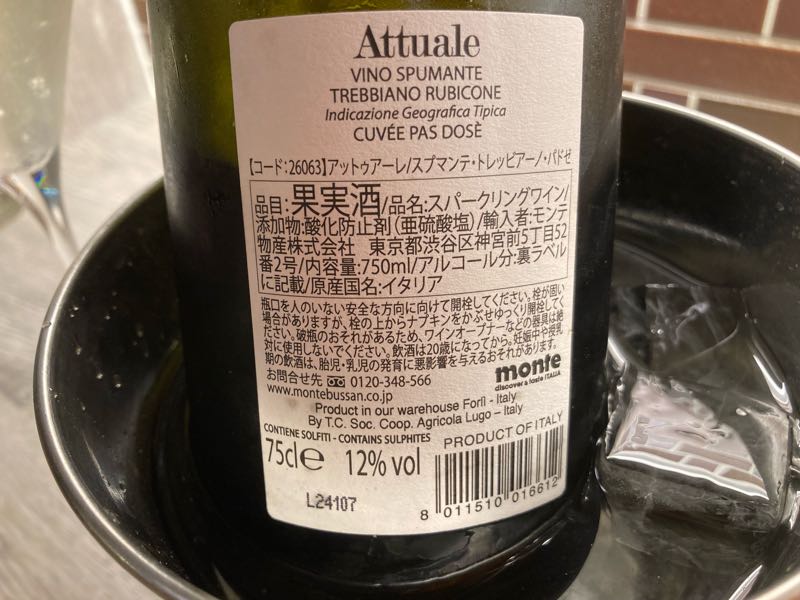 Attuale
VINO SPUMANTE
TREBBIANO RUBICONE
Indicazione Geografica Tipica
CUVÉE PAS DOSÈ
【コード:26063】アットゥアーレ/スプマンテ・トレッビアーノ・パドゼ
品目:果実酒/品名:スパークリングワイン/
添加物:酸化防止剤(亜硫酸塩)/輸入者:モンテ
物産株式会社 東京都渋谷区神宮前5丁目52
番2号/内容量:750ml/アルコール分:裏ラベル
に記載/原産国名:イタリア
瓶口を人のいない安全な方向に向けて開栓してください。栓が固い
場合がありますが、栓の上からナプキンをかぶせゆっくり開栓してく
ださい。破瓶のおそれがあるため、ワインオープナーなどの器具は絶
対に使用しないでください。飲酒は20歳になってから。妊娠中や授乳
期の飲酒は、胎児・乳児の発育に悪影響を与えるおそれがあります。
お問合せ先 0120-348-566
www.montebussan.co.jp
monte
discover & taste ITALIA
Product in our warehouse Forlì - Italy
By T.C. Soc. Coop. Agricola Lugo – Italy
CONTIENE SOLFITI - CONTAINS SULPHITES
PRODUCT OF ITALY
75cl e 12% vol
L24107
8 011510 016612